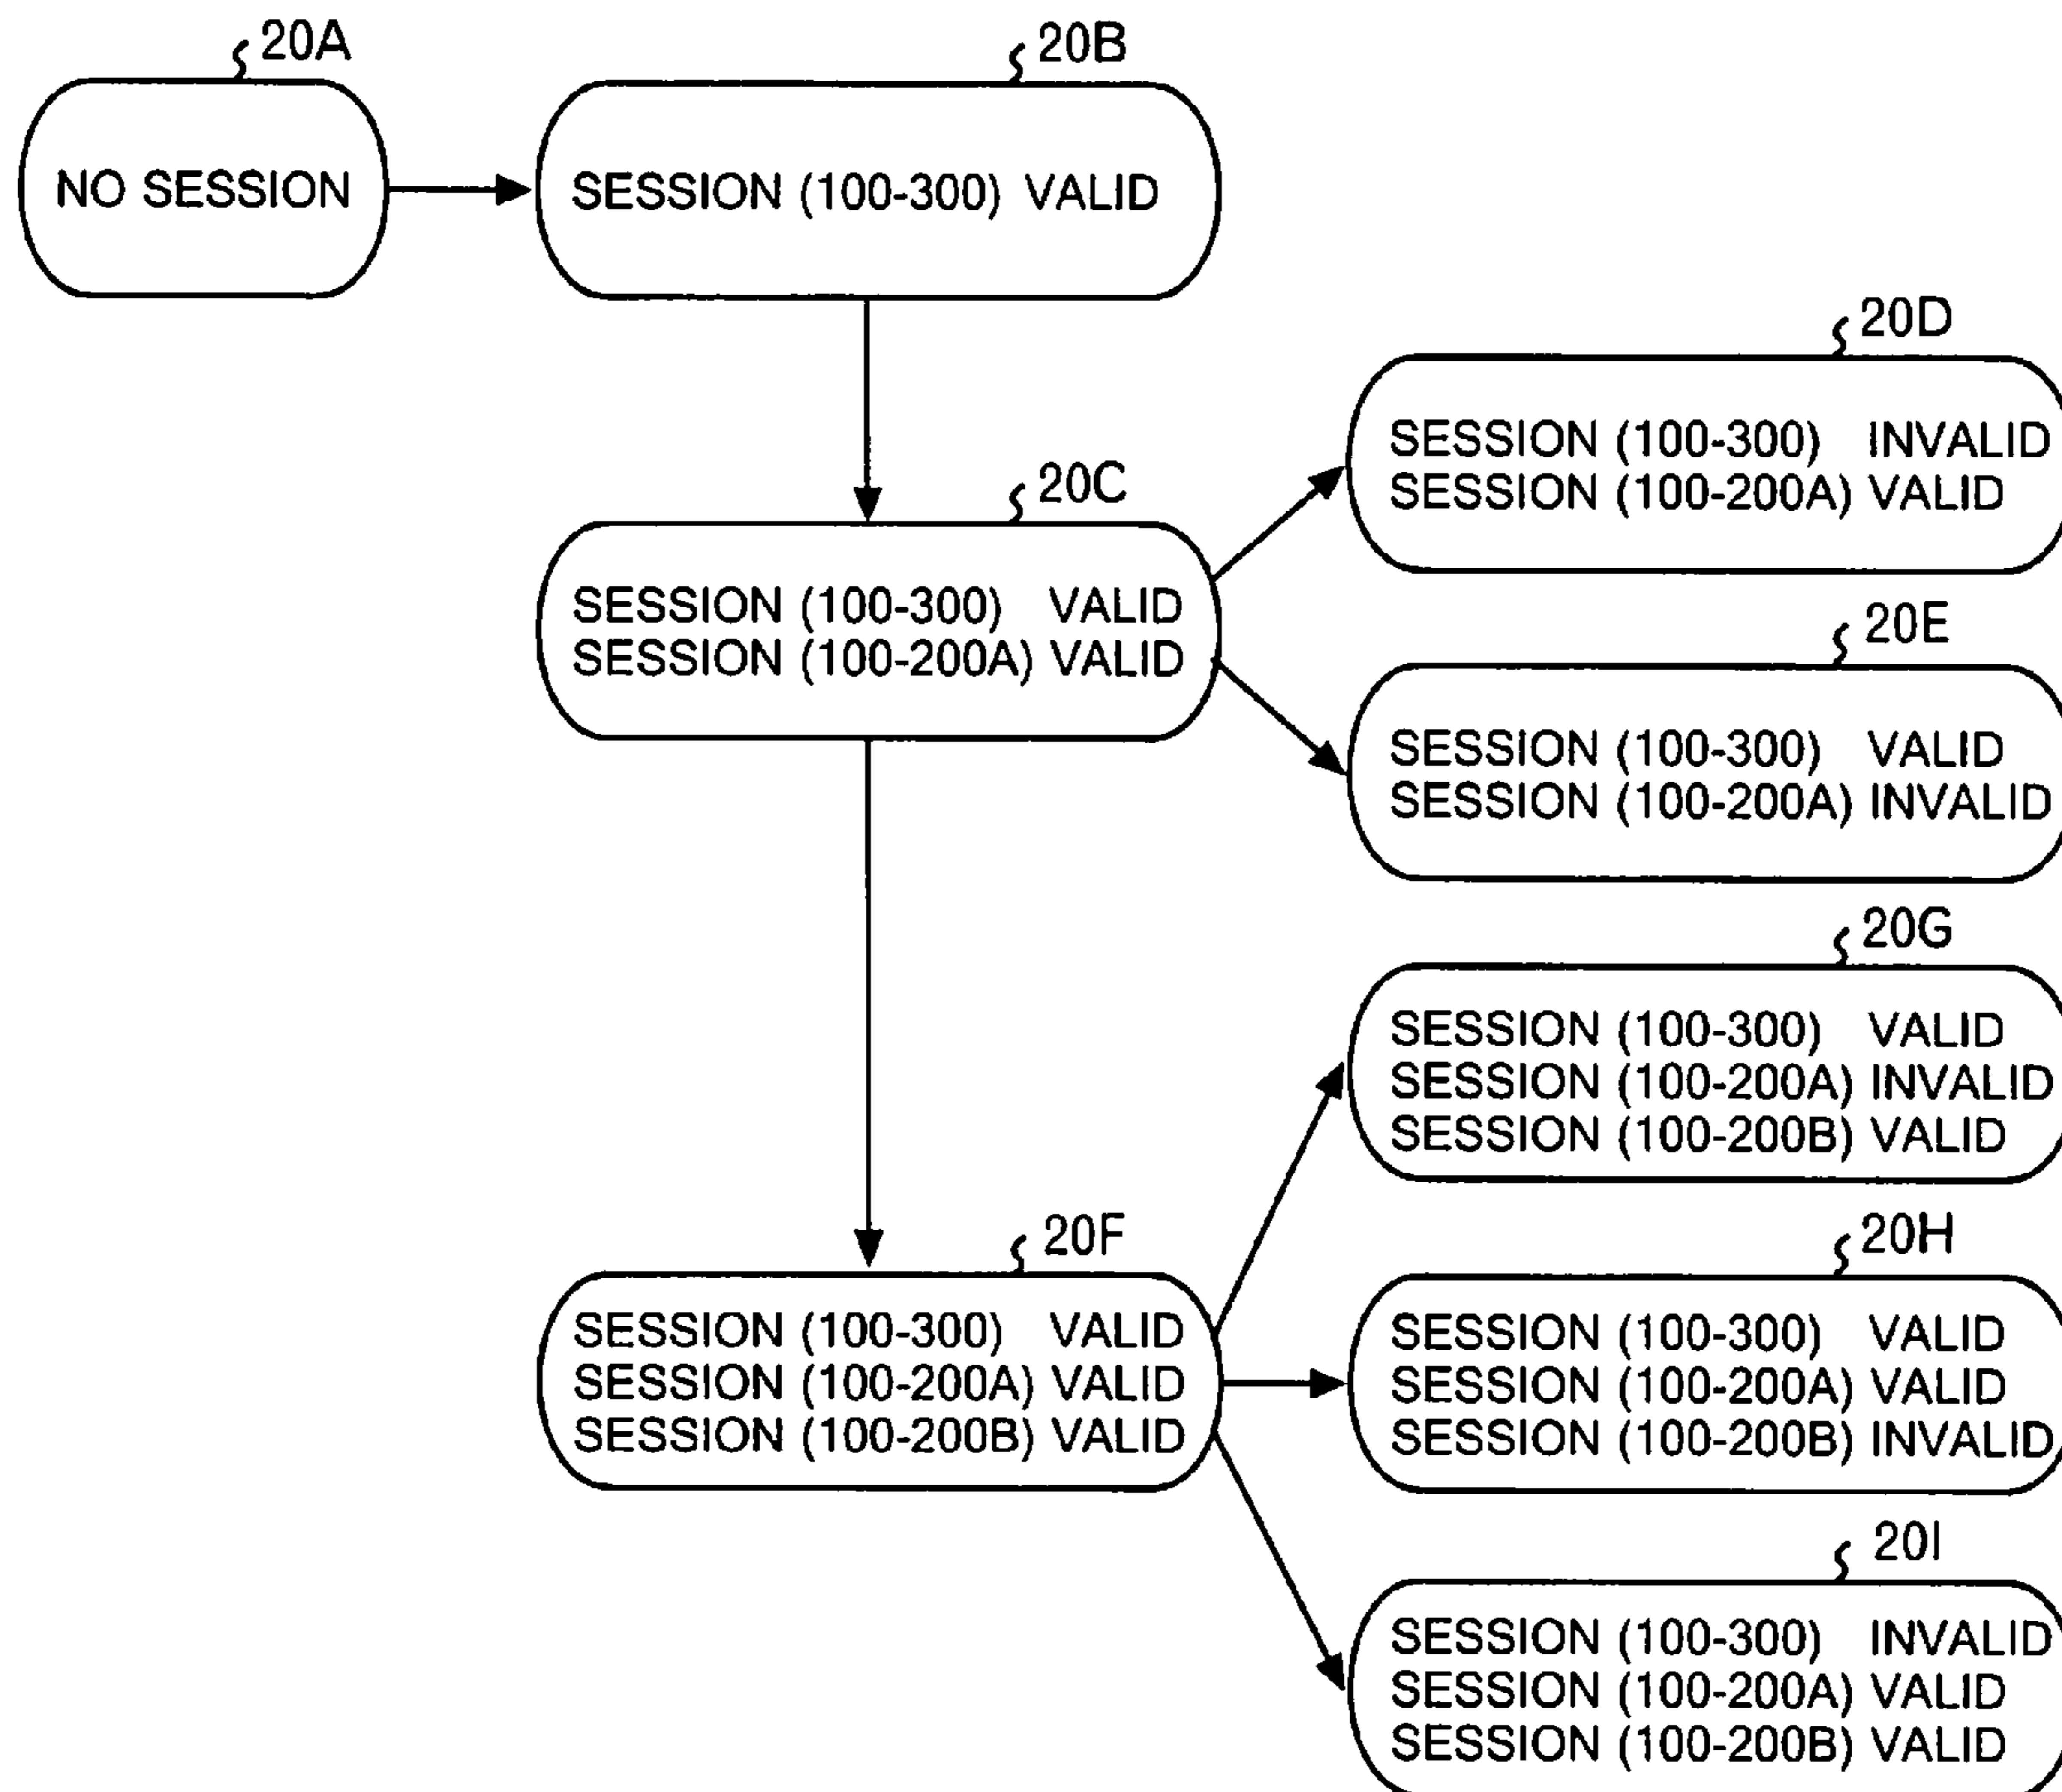 20A
NO SESSION
20B
SESSION (100-300) VALID
20C
SESSION (100-300) VALID
SESSION (100-200A) VALID
20D
SESSION (100-300) INVALID
SESSION (100-200A) VALID
20E
SESSION (100-300) VALID
SESSION (100-200A) INVALID
20F
SESSION (100-300) VALID
SESSION (100-200A) VALID
SESSION (100-200B) VALID
20G
SESSION (100-300) VALID
SESSION (100-200A) INVALID
SESSION (100-200B) VALID
20H
SESSION (100-300) VALID
SESSION (100-200A) VALID
SESSION (100-200B) INVALID
20I
SESSION (100-300) INVALID
SESSION (100-200A) VALID
SESSION (100-200B) VALID